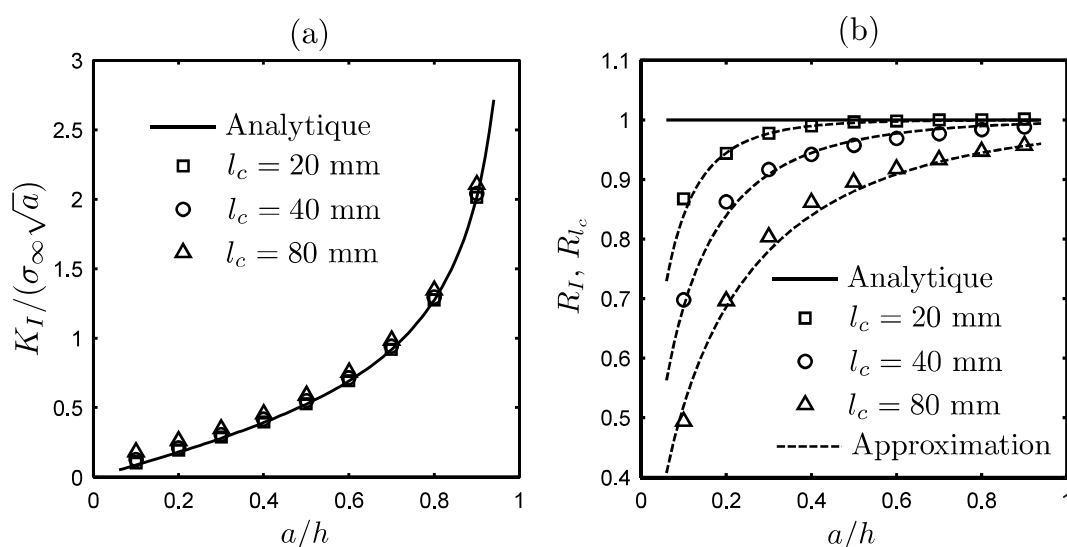 (a)
3
2.5
2
1.5
1
0.5
0
0 0.2 0.4 0.6 0.8 1
K_I/(σ_∞√a)
a/h
Analytique
l_c = 20 mm
l_c = 40 mm
l_c = 80 mm
(b)
1.1
1
0.9
0.8
0.7
0.6
0.5
0.4
0 0.2 0.4 0.6 0.8 1
R_I, R_{l_c}
a/h
Analytique
l_c = 20 mm
l_c = 40 mm
l_c = 80 mm
Approximation